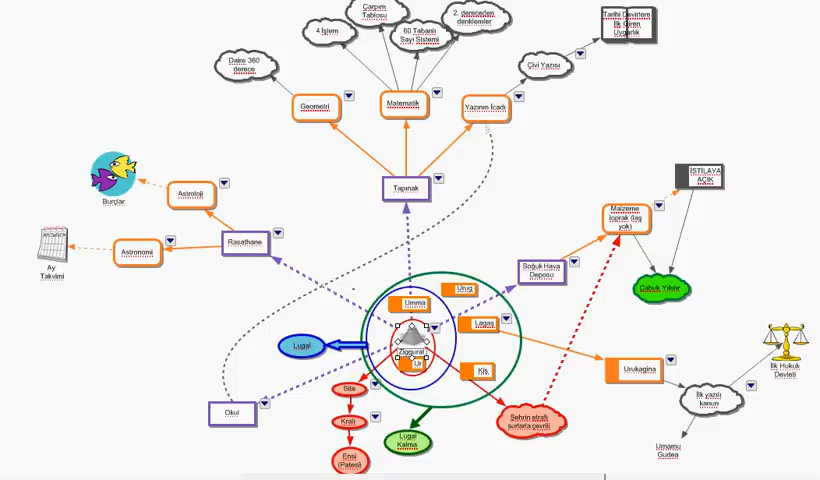 Çarpım
Tablosu
2. dereceden
denklemler
4 İşlem
60 Tabanlı
Sayı Sistemi
Tarihi Devirlere
İlk Giren
Uygarlık
Daire 360
derece
Çivi Yazısı
Geometri
Matematik
Yazının İcadı
Tapınak
İSTİLAYA
AÇIK
Astroloji
Burçlar
Malzeme
toprak (taş
yok)
Rasathane
Astronomi
Ay
Takvimi
Soğuk Hava
Deposu
Çabuk Yıkılır
Umma
Lagaş
Lugal
Ziggurat
Ur
Kiş
Urukagina
İlk Hukuk
Devleti
Site
Okul
Kralı
Şehrin etrafı
surlarla çevrili
İlk yazılı
kanun
Lugal
Kalma
Ensi
(Patesi)
Umamu
Gudea